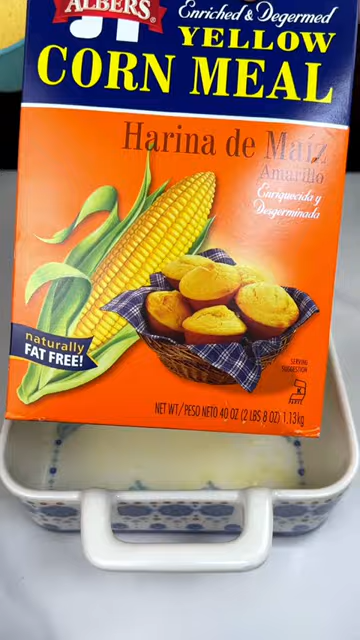 ALBERS
Enriched & Degermed
YELLOW
CORN MEAL
Harina de Maíz
Amarillo
Enriquecida y
Desgerminada
naturally
FAT FREE!
SERVING
SUGGESTION
NET WT/PESO NETO 40 OZ (2 LBS 8 OZ) 1.13kg